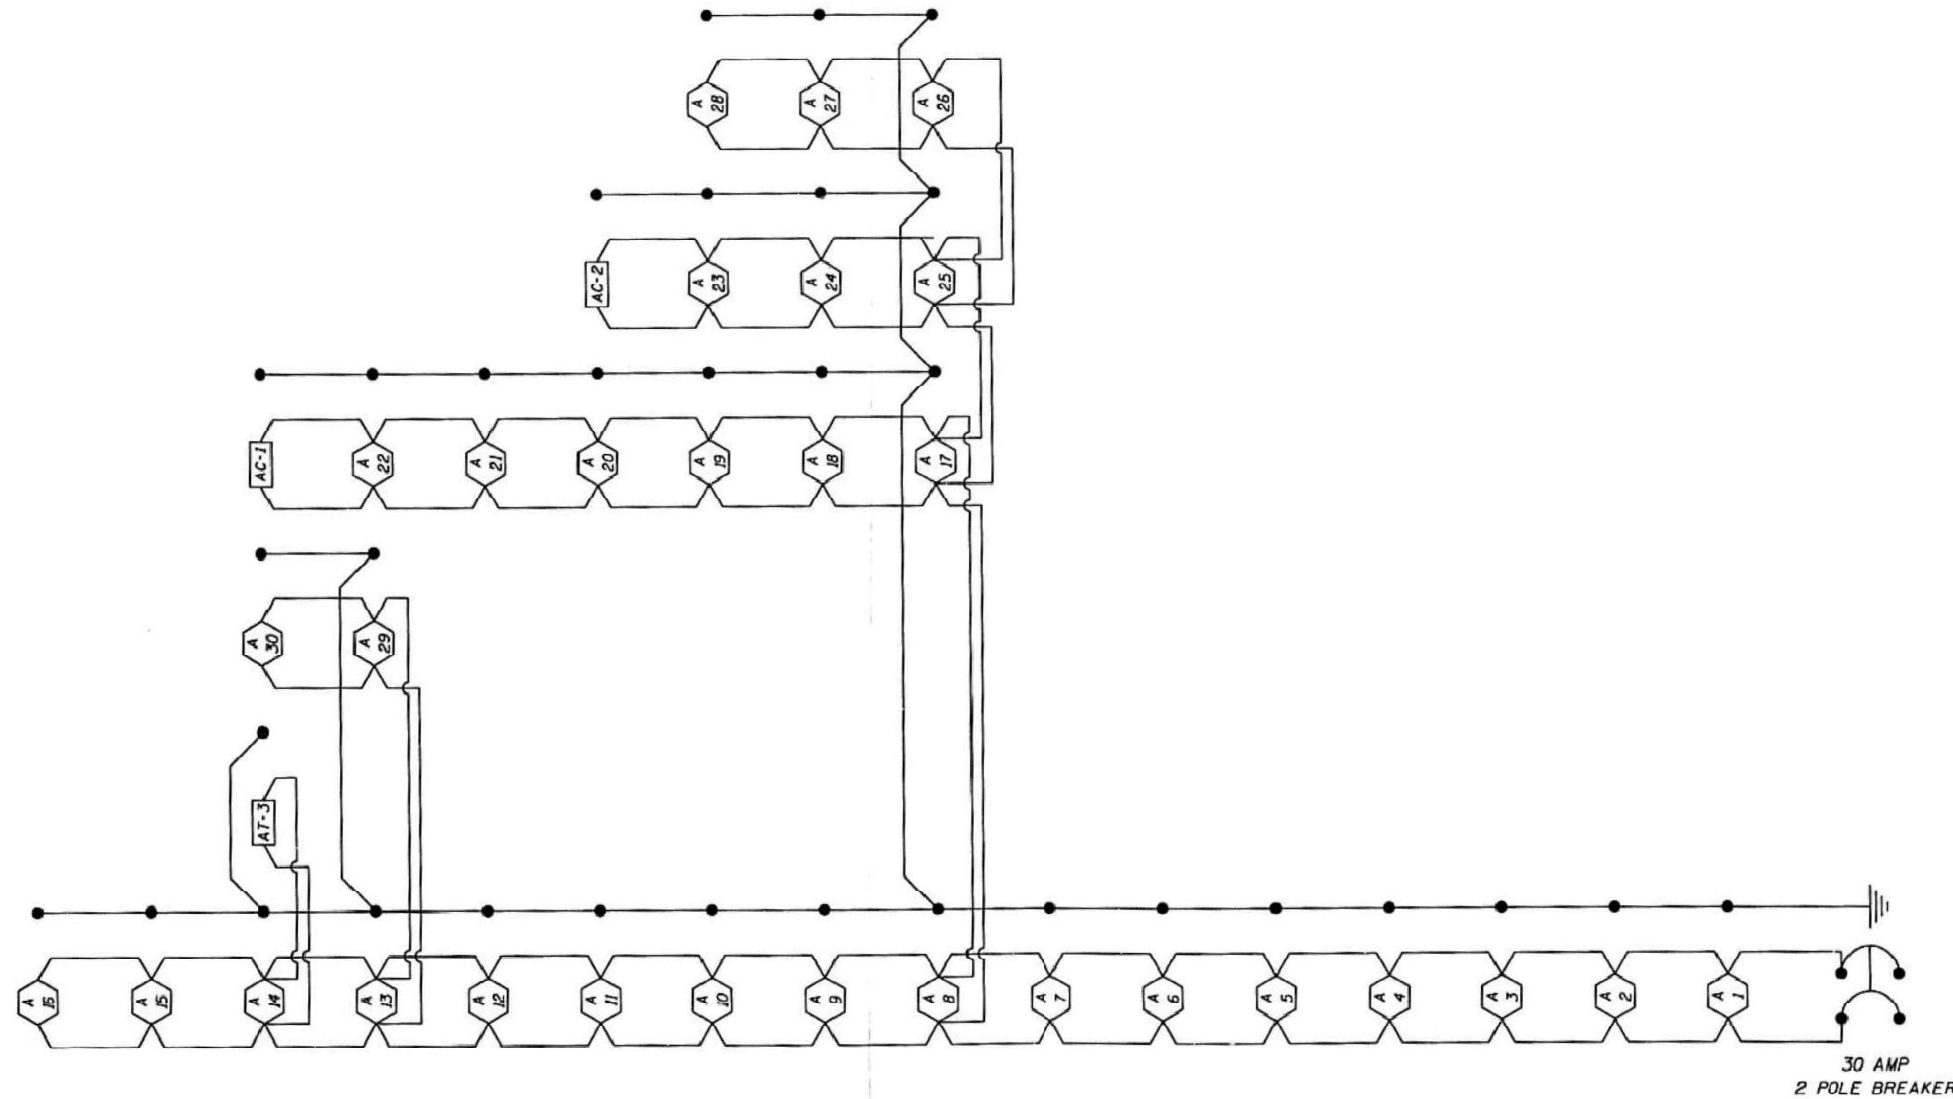 A 28
A 27
A 26
AC-2
A 23
A 24
A 25
AC-1
A 22
A 21
A 20
A 19
A 18
A 17
A 30
A 29
AT-3
A 16
A 15
A 14
A 13
A 12
A 11
A 10
A 9
A 8
A 7
A 6
A 5
A 4
A 3
A 2
A 1
30 AMP
2 POLE BREAKER